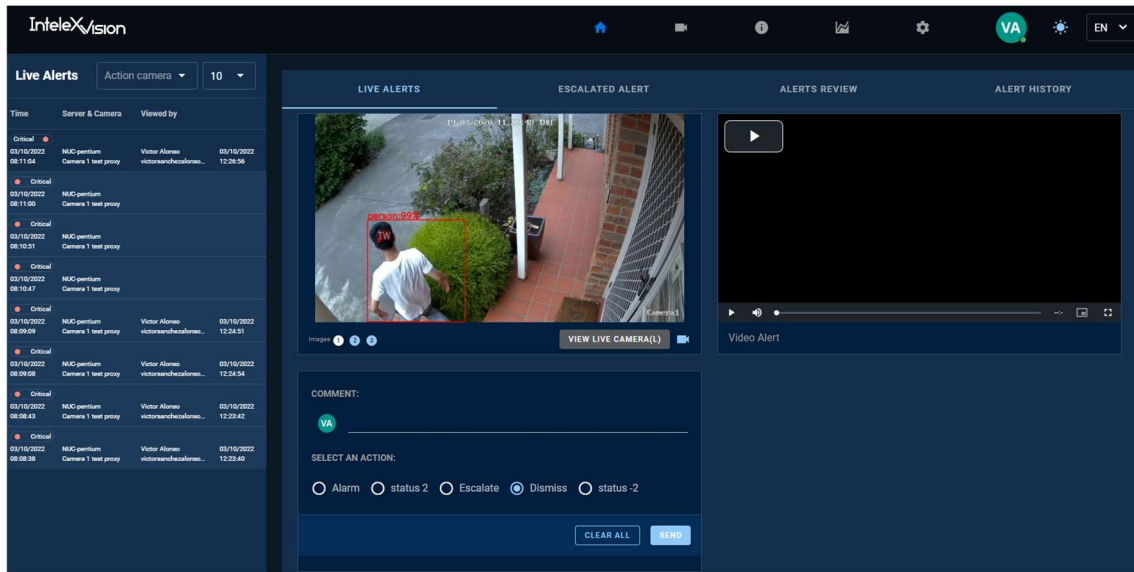 InteleXVision
VA
EN
Live Alerts
Action camera
10
Time Server & Camera Viewed by
Critical
03/10/2022 NUC-pentium Victor Alonso 03/10/2022
08:11:04 Camera 1 test proxy victorsanchezalonso... 12:26:56
Critical
03/10/2022 NUC-pentium
08:11:00 Camera 1 test proxy
Critical
03/10/2022 NUC-pentium
08:10:51 Camera 1 test proxy
Critical
03/10/2022 NUC-pentium
08:10:47 Camera 1 test proxy
Critical
03/10/2022 NUC-pentium Victor Alonso 03/10/2022
08:09:09 Camera 1 test proxy victorsanchezalonso... 12:24:51
Critical
03/10/2022 NUC-pentium Victor Alonso 03/10/2022
08:09:08 Camera 1 test proxy victorsanchezalonso... 12:24:54
Critical
03/10/2022 NUC-pentium Victor Alonso 03/10/2022
08:08:43 Camera 1 test proxy victorsanchezalonso... 12:23:42
Critical
03/10/2022 NUC-pentium Victor Alonso 03/10/2022
08:08:38 Camera 1 test proxy victorsanchezalonso... 12:23:40
LIVE ALERTS ESCALATED ALERT ALERTS REVIEW ALERT HISTORY
THU
person:99%
TW
Camera1
Images 1 2 3
VIEW LIVE CAMERA(L)
-:-
Video Alert
COMMENT:
VA
SELECT AN ACTION:
Alarm status 2 Escalate Dismiss status -2
CLEAR ALL SEND